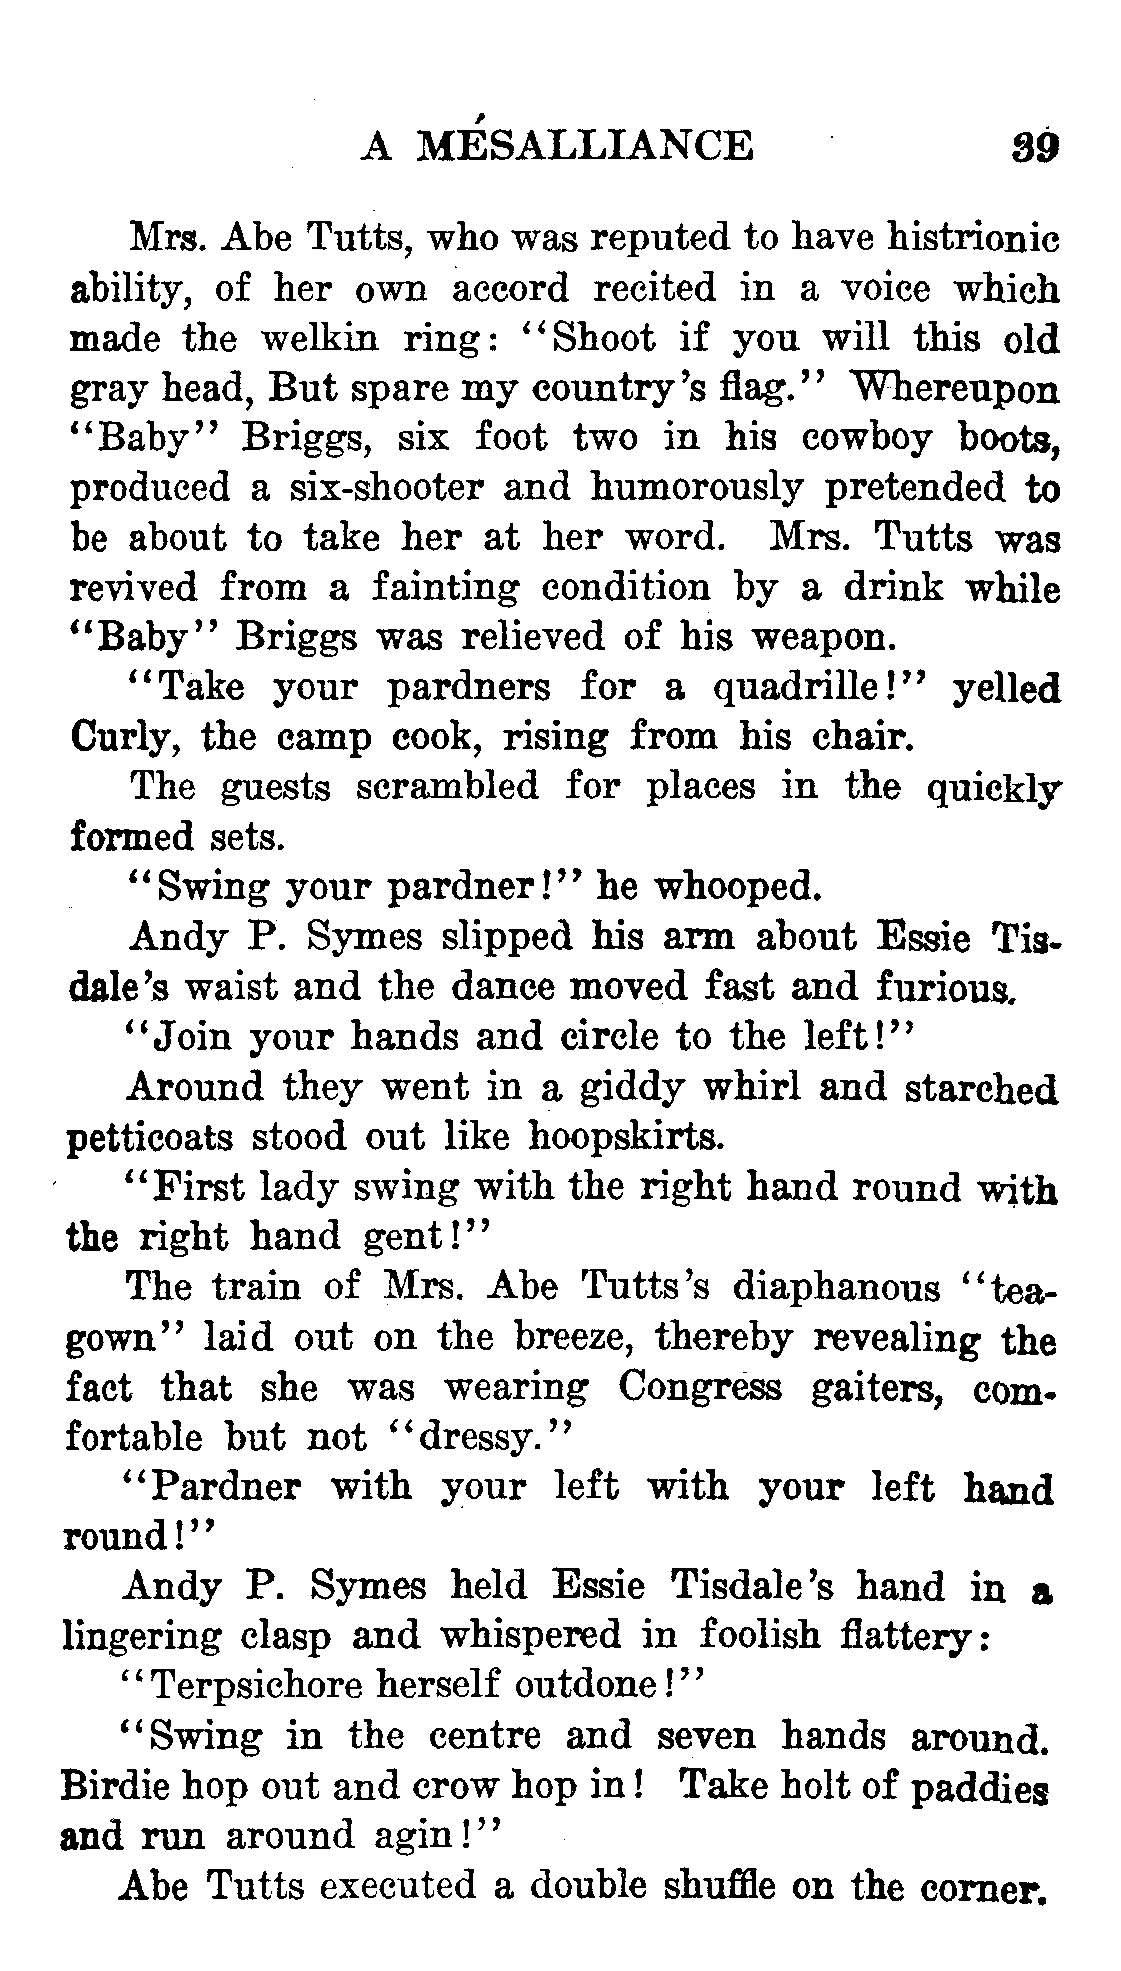 A MÉSALLIANCE 39
Mrs. Abe Tutts, who was reputed to have histrionic
ability, of her own accord recited in a voice which
made the welkin ring: "Shoot if you will this old
gray head, But spare my country's flag." Whereupon
"Baby" Briggs, six foot two in his cowboy boots,
produced a six-shooter and humorously pretended to
be about to take her at her word. Mrs. Tutts was
revived from a fainting condition by a drink while
"Baby" Briggs was relieved of his weapon.
"Take your pardners for a quadrille!" yelled
Curly, the camp cook, rising from his chair.
The guests scrambled for places in the quickly
formed sets.
"Swing your pardner!" he whooped.
Andy P. Symes slipped his arm about Essie Tis-
dale's waist and the dance moved fast and furious.
"Join your hands and circle to the left!"
Around they went in a giddy whirl and starched
petticoats stood out like hoopskirts.
"First lady swing with the right hand round with
the right hand gent!"
The train of Mrs. Abe Tutts's diaphanous "tea-
gown" laid out on the breeze, thereby revealing the
fact that she was wearing Congress gaiters, com-
fortable but not "dressy."
"Pardner with your left with your left hand
round!"
Andy P. Symes held Essie Tisdale's hand in a
lingering clasp and whispered in foolish flattery:
"Terpsichore herself outdone!"
"Swing in the centre and seven hands around.
Birdie hop out and crow hop in! Take holt of paddies
and run around agin!"
Abe Tutts executed a double shuffle on the corner.